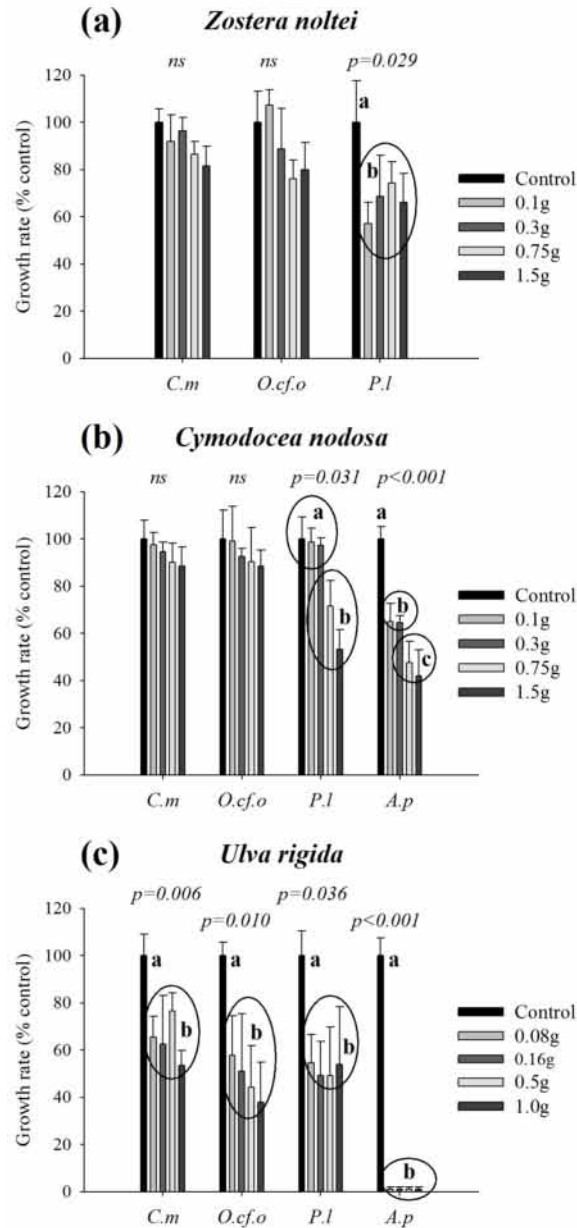 (a) Zostera noltei
ns ns p=0.029
120
100
80
60
40
20
0
Growth rate (% control)
a
b
Control
0.1g
0.3g
0.75g
1.5g
C.m O.cf.o P.l
(b) Cymodocea nodosa
ns ns p=0.031 p<0.001
120
100
80
60
40
20
0
Growth rate (% control)
a a
b b
c
Control
0.1g
0.3g
0.75g
1.5g
C.m O.cf.o P.l A.p
(c) Ulva rigida
p=0.006 p=0.036
p=0.010 p<0.001
120
100
80
60
40
20
0
Growth rate (% control)
a a a a
b b b
b
Control
0.08g
0.16g
0.5g
1.0g
C.m O.cf.o P.l A.p